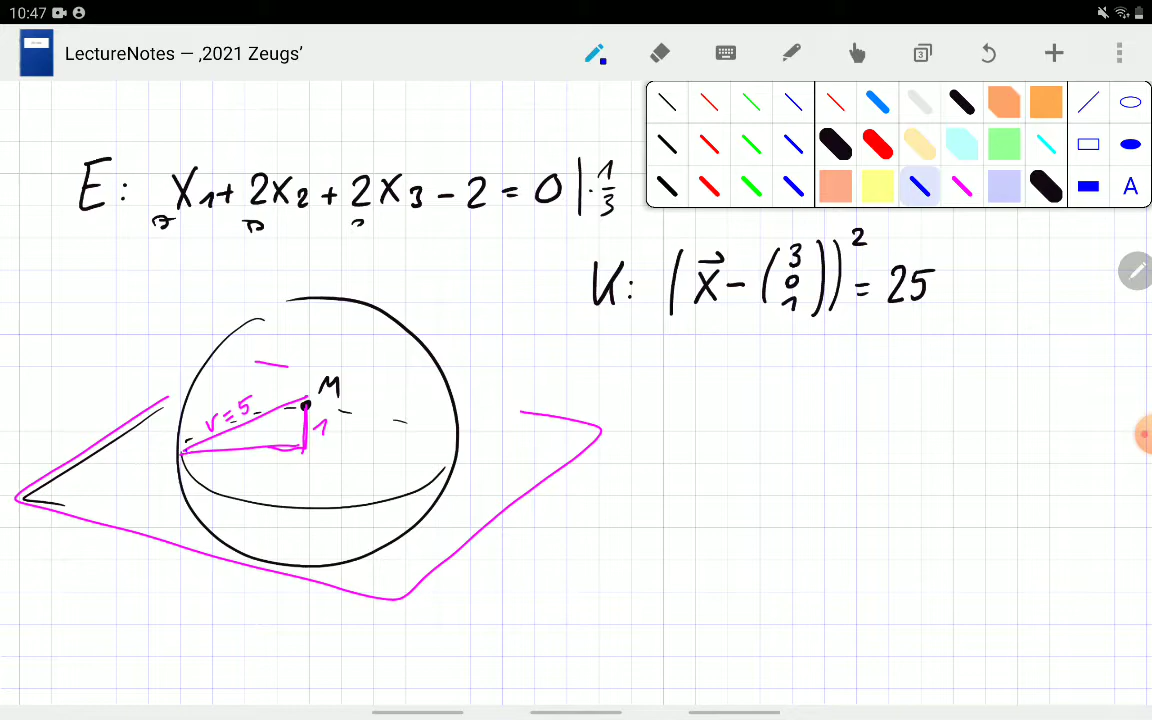 10:47
LectureNotes — ‚2021 Zeugs’
3
A
E: x₁ + 2x₂ + 2x₃ − 2 = 0 | · 1/3
K: (x⃗ − (3 0 1))² = 25
M
r = 5
1